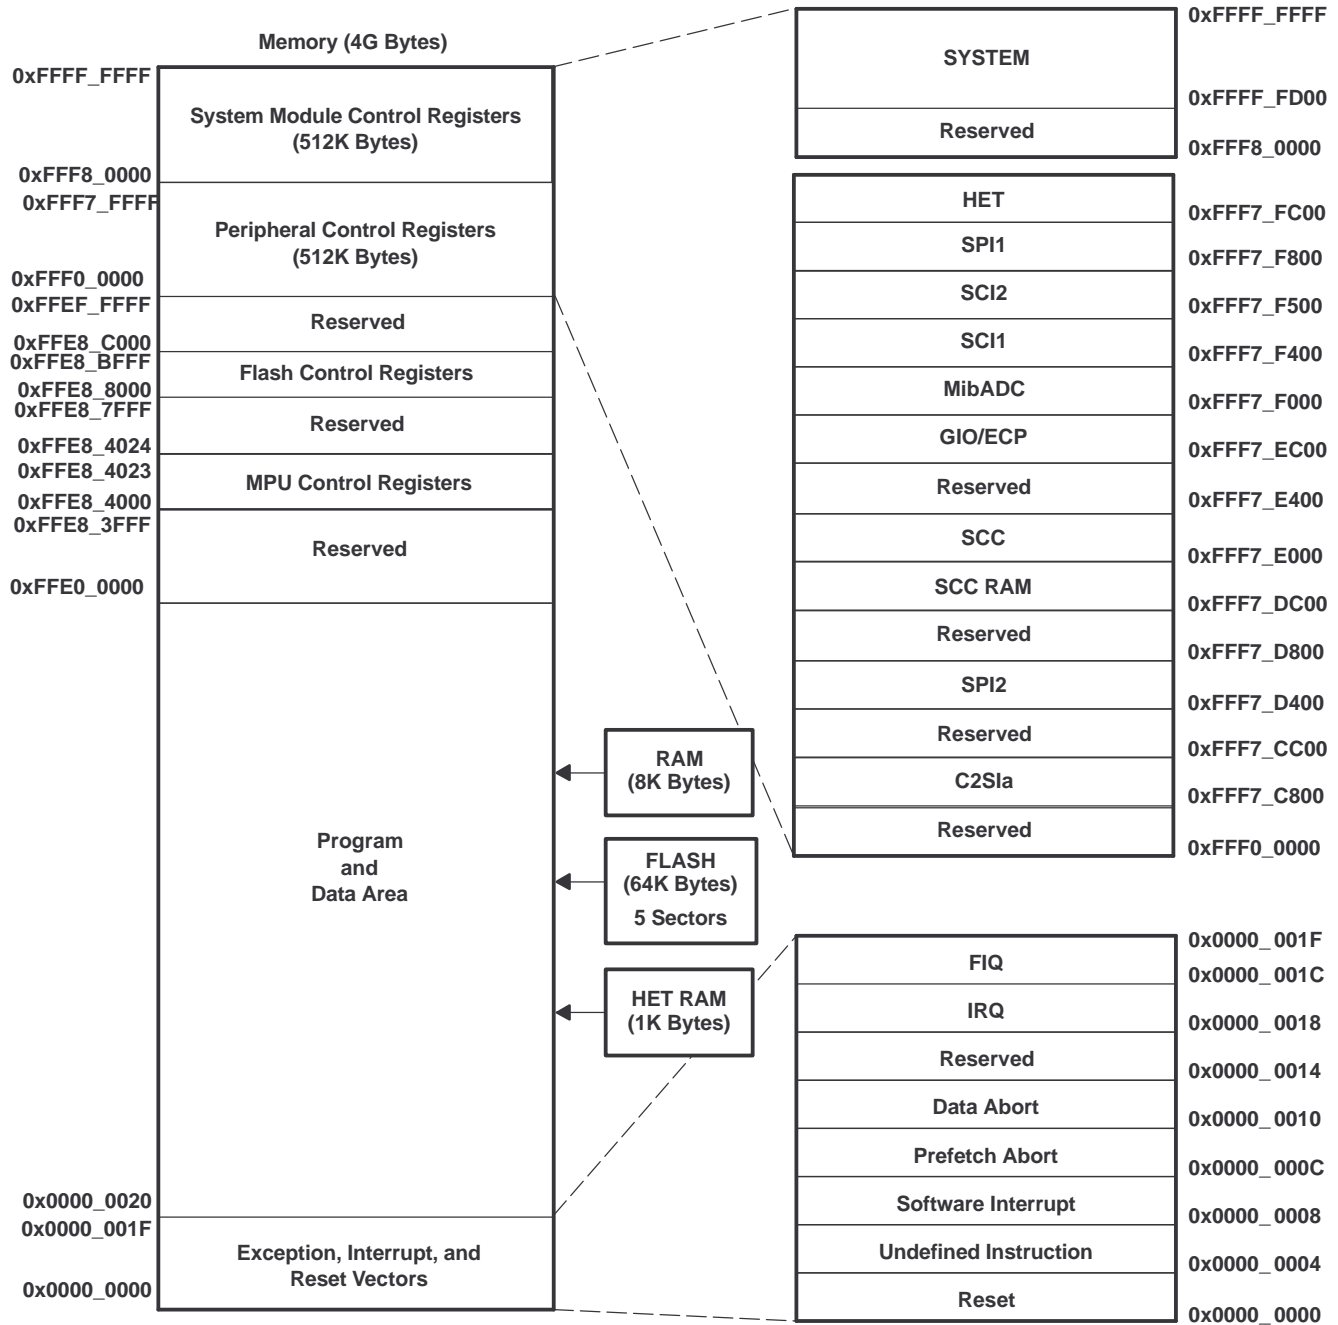 Memory (4G Bytes)
0xFFFF_FFFF
System Module Control Registers
(512K Bytes)
0xFFF8_0000
0xFFF7_FFFF
Peripheral Control Registers
(512K Bytes)
0xFFF0_0000
0xFFEF_FFFF
Reserved
0xFFE8_C000
0xFFE8_BFFF
Flash Control Registers
0xFFE8_8000
0xFFE8_7FFF
Reserved
0xFFE8_4024
0xFFE8_4023
MPU Control Registers
0xFFE8_4000
0xFFE8_3FFF
Reserved
0xFFE0_0000
Program
and
Data Area
0x0000_0020
0x0000_001F
Exception, Interrupt, and
Reset Vectors
0x0000_0000
RAM
(8K Bytes)
FLASH
(64K Bytes)
5 Sectors
HET RAM
(1K Bytes)
0xFFFF_FFFF
SYSTEM
0xFFFF_FD00
Reserved
0xFFF8_0000
HET
0xFFF7_FC00
SPI1
0xFFF7_F800
SCI2
0xFFF7_F500
SCI1
0xFFF7_F400
MibADC
0xFFF7_F000
GIO/ECP
0xFFF7_EC00
Reserved
0xFFF7_E400
SCC
0xFFF7_E000
SCC RAM
0xFFF7_DC00
Reserved
0xFFF7_D800
SPI2
0xFFF7_D400
Reserved
0xFFF7_CC00
C2SIa
0xFFF7_C800
Reserved
0xFFF0_0000
0x0000_001F
FIQ
0x0000_001C
IRQ
0x0000_0018
Reserved
0x0000_0014
Data Abort
0x0000_0010
Prefetch Abort
0x0000_000C
Software Interrupt
0x0000_0008
Undefined Instruction
0x0000_0004
Reset
0x0000_0000